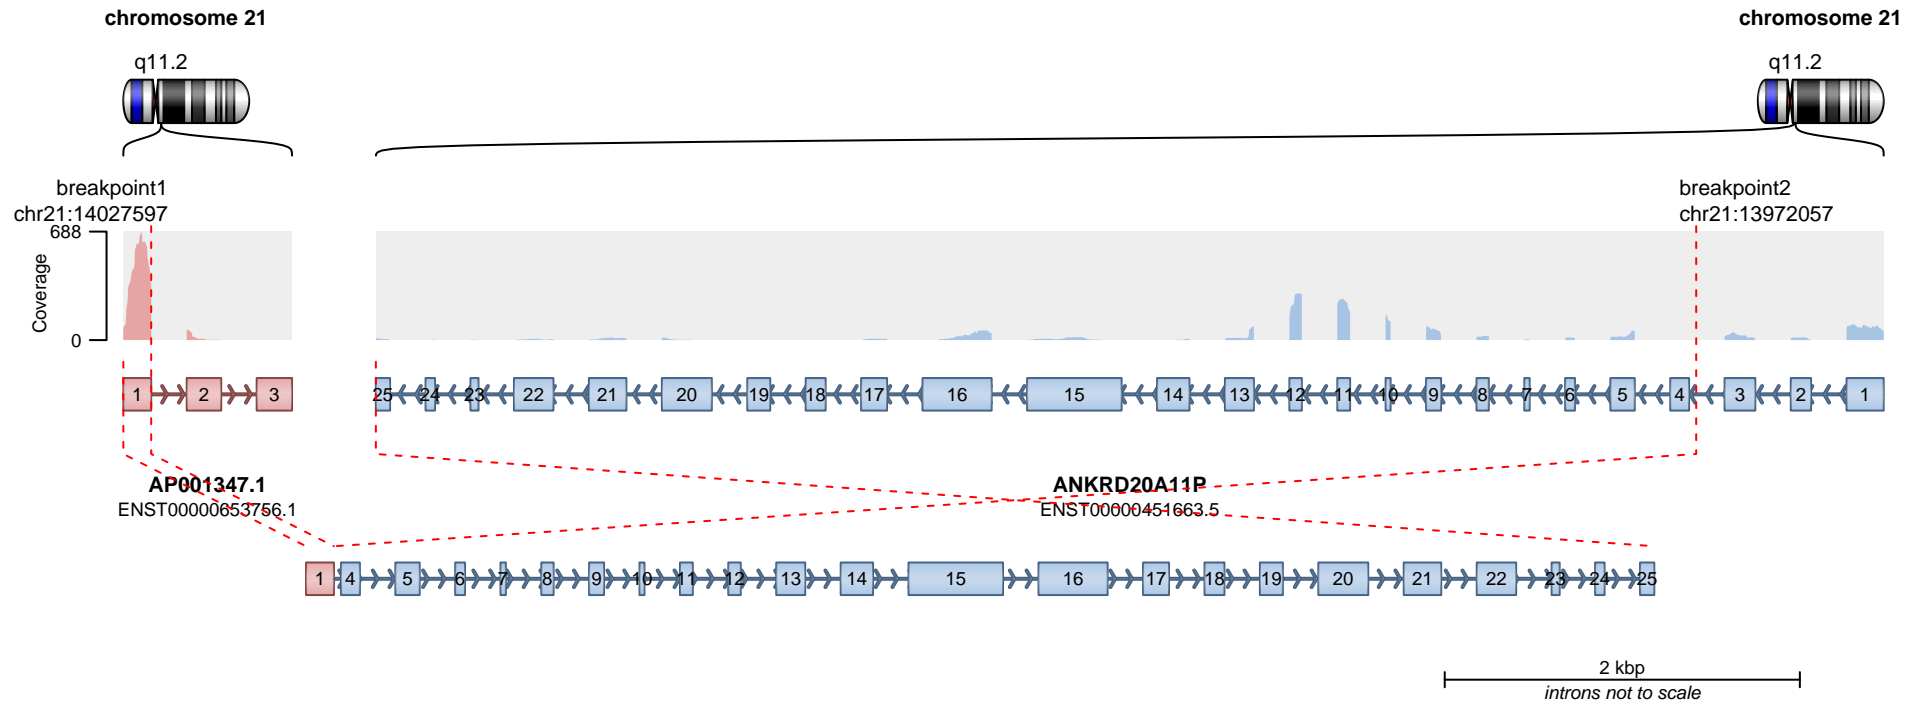 chromosome 21
chromosome 21
q11.2
q11.2
breakpoint1
chr21:14027597
breakpoint2
chr21:13972057
688
Coverage
0
1 2 3
25 24 23 22 21 20 19 18 17 16 15 14 13 12 11 10 9 8 7 6 5 4 3 2 1
AP001347.1
ENST00000653756.1
ANKRD20A11P
ENST00000451663.5
1 4 5 6 7 8 9 10 11 12 13 14 15 16 17 18 19 20 21 22 23 24 25
2 kbp
introns not to scale